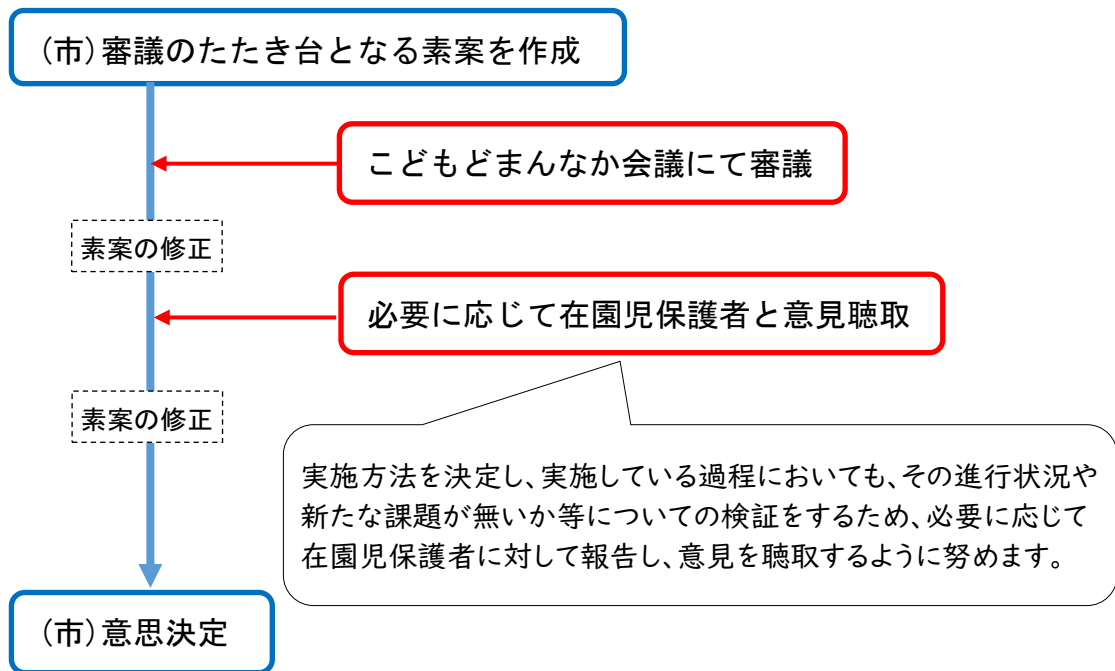 (市)審議のたたき台となる素案を作成
こどもどまんなか会議にて審議
素案の修正
必要に応じて在園児保護者と意見聴取
素案の修正
実施方法を決定し、実施している過程においても、その進行状況や
新たな課題が無いか等についての検証をするため、必要に応じて
在園児保護者に対して報告し、意見を聴取するように努めます。
(市)意思決定